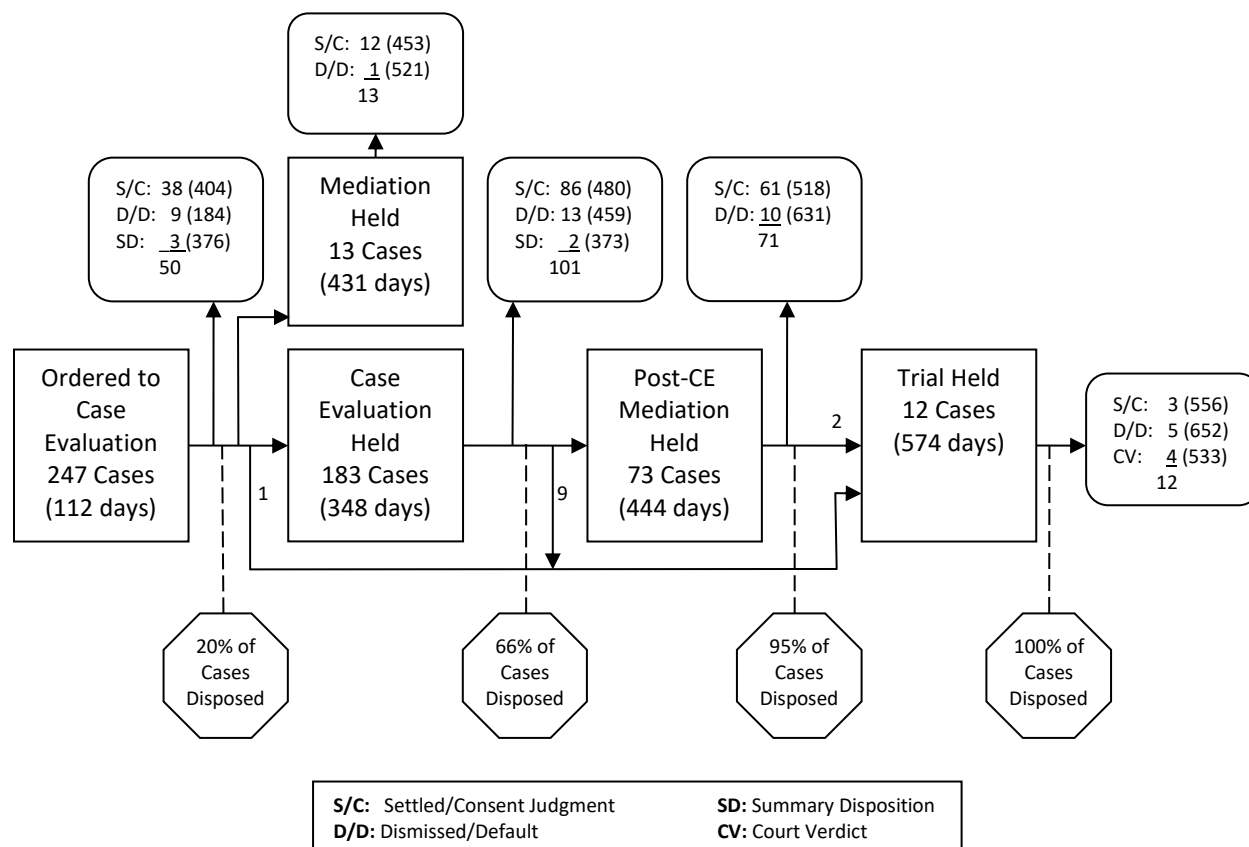 S/C: 12 (453)
D/D: 1 (521)
13
S/C: 38 (404)
D/D: 9 (184)
SD: 3 (376)
50
Mediation
Held
13 Cases
(431 days)
S/C: 86 (480)
D/D: 13 (459)
SD: 2 (373)
101
S/C: 61 (518)
D/D: 10 (631)
71
Ordered to
Case
Evaluation
247 Cases
(112 days)
1
Case
Evaluation
Held
183 Cases
(348 days)
9
Post-CE
Mediation
Held
73 Cases
(444 days)
2
Trial Held
12 Cases
(574 days)
S/C: 3 (556)
D/D: 5 (652)
CV: 4 (533)
12
20% of
Cases
Disposed
66% of
Cases
Disposed
95% of
Cases
Disposed
100% of
Cases
Disposed
S/C: Settled/Consent Judgment
SD: Summary Disposition
D/D: Dismissed/Default
CV: Court Verdict